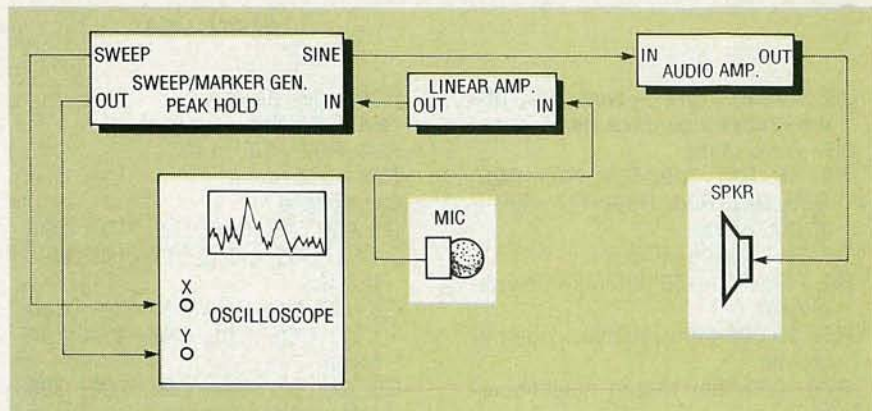 SWEEP SINE
SWEEP/MARKER GEN.
OUT PEAK HOLD IN
LINEAR AMP.
OUT IN
IN OUT
AUDIO AMP.
MIC
SPKR
X
OSCILLOSCOPE
Y